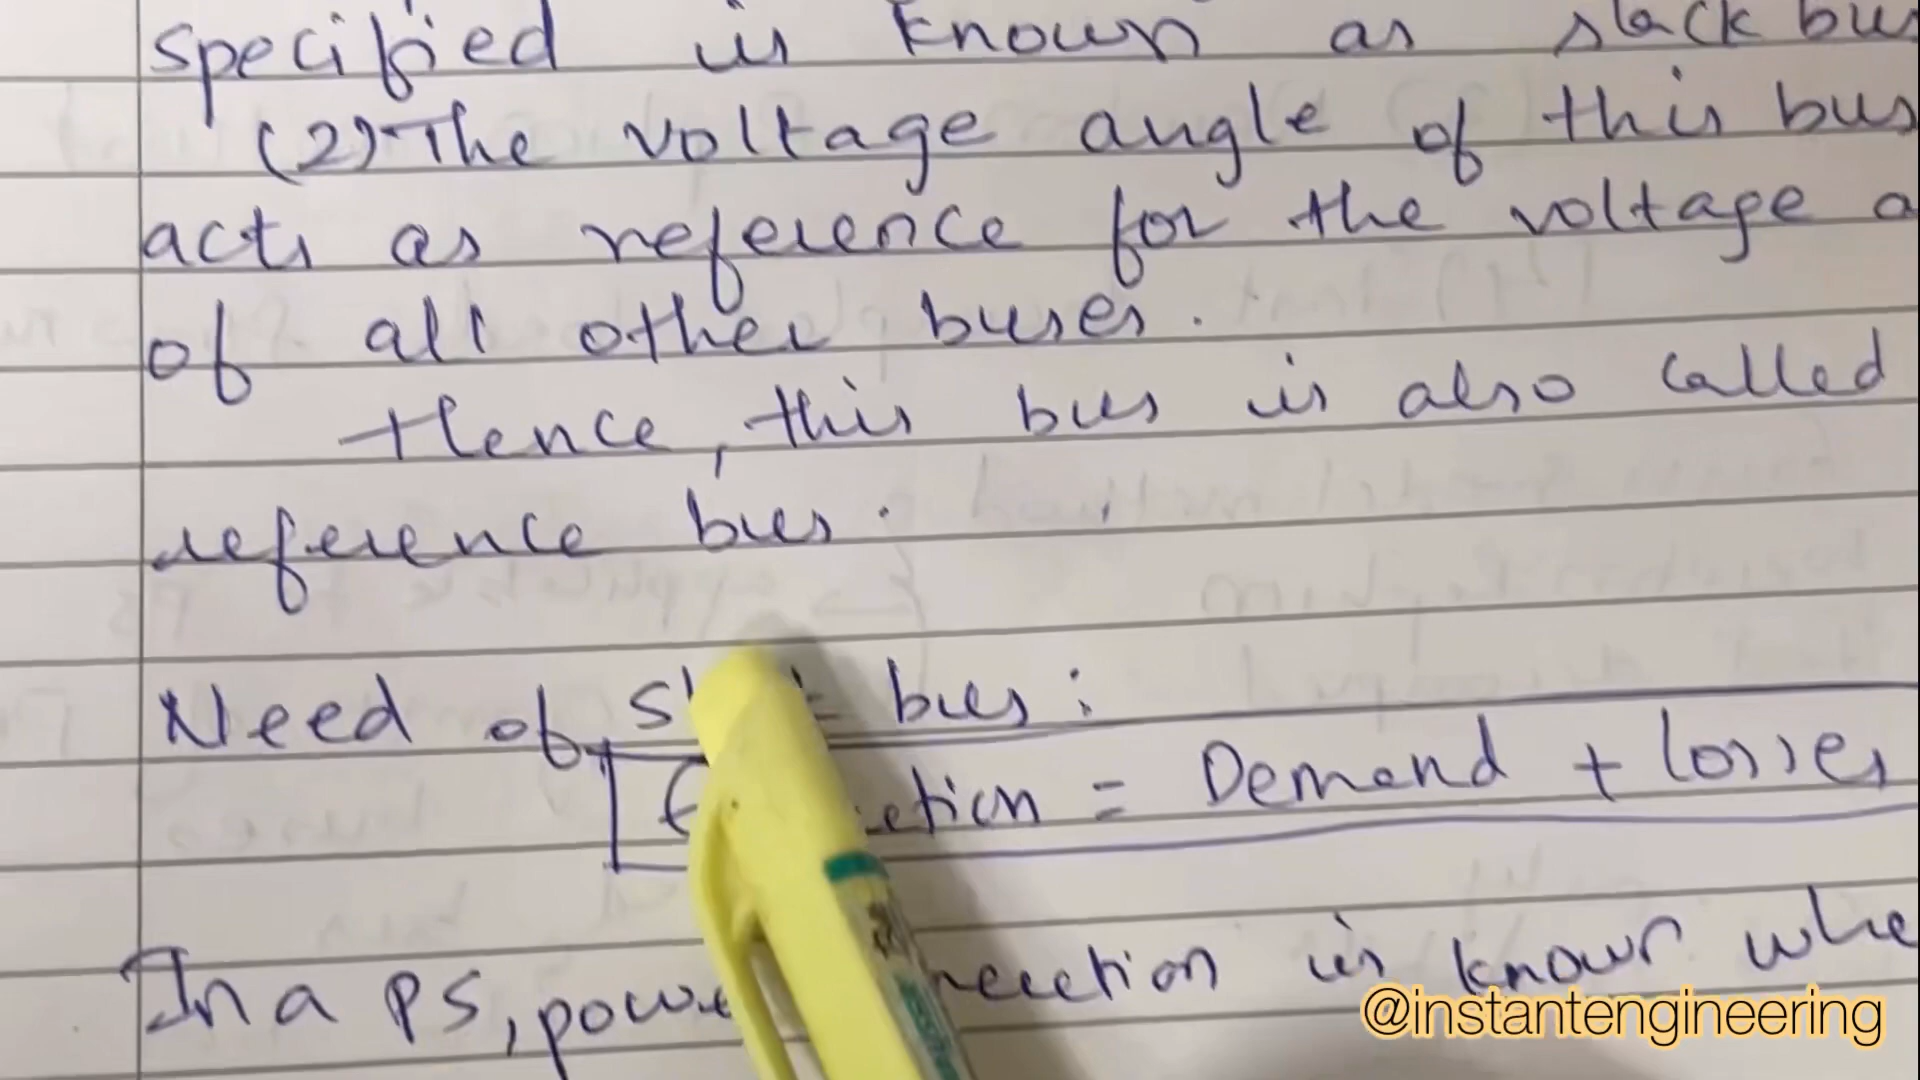 specified is known as slack bus
(2) The voltage angle of this bus
acts as reference for the voltage
of all other buses.
Hence, this bus is also called
reference bus.
Need of bus:
= Demand + losses
In a PS, is known
@instantengineering